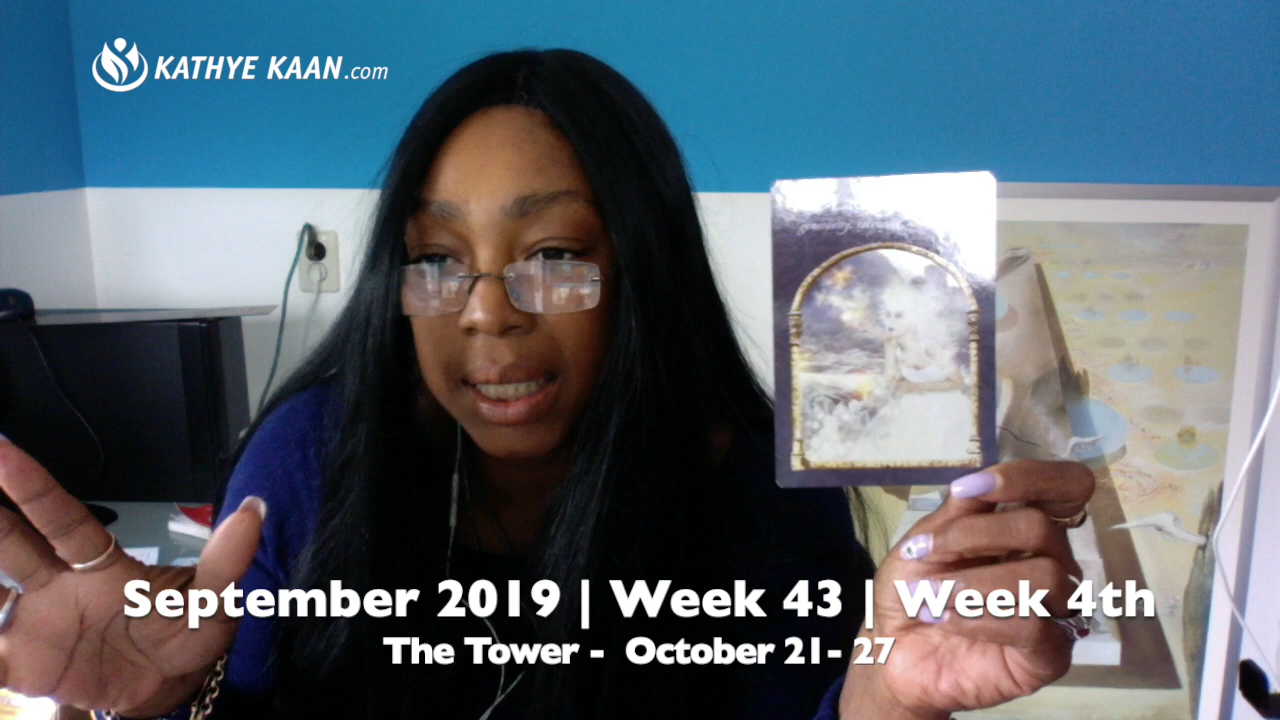 KATHYE KAAN.com
September 2019 | Week 43 | Week 4th
The Tower - October 21- 27